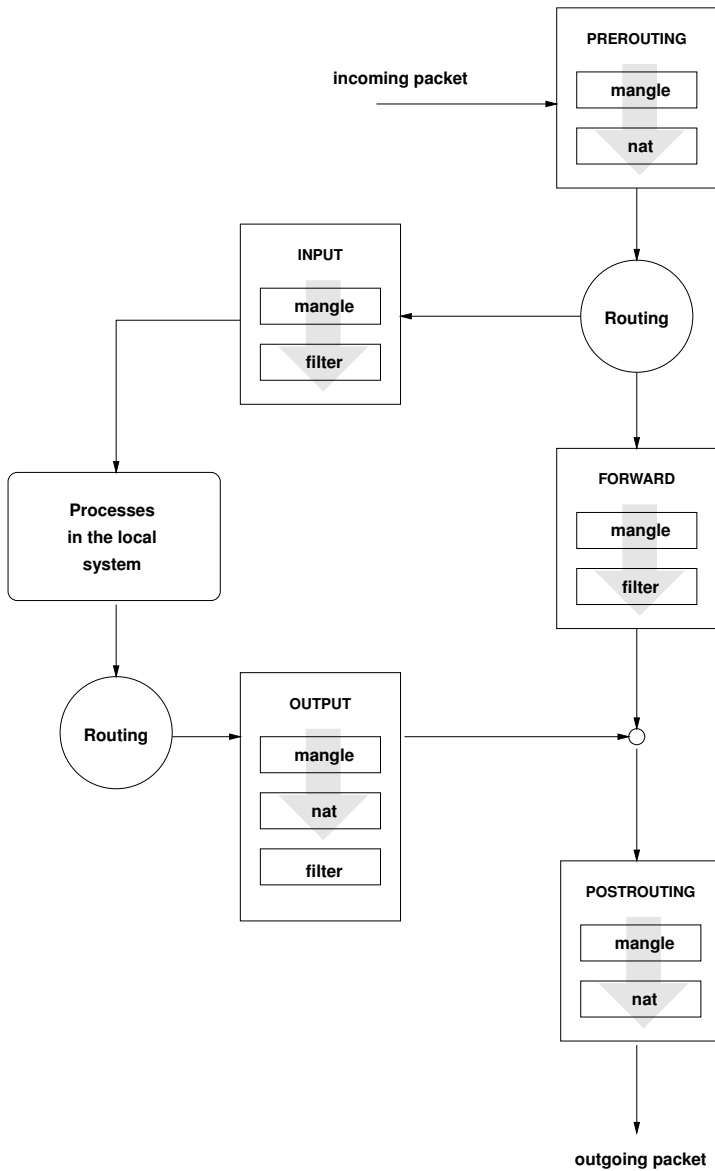 PREROUTING
incoming packet
mangle
nat
INPUT
mangle
filter
Routing
FORWARD
mangle
filter
Processes
in the local
system
Routing
OUTPUT
mangle
nat
filter
POSTROUTING
mangle
nat
outgoing packet